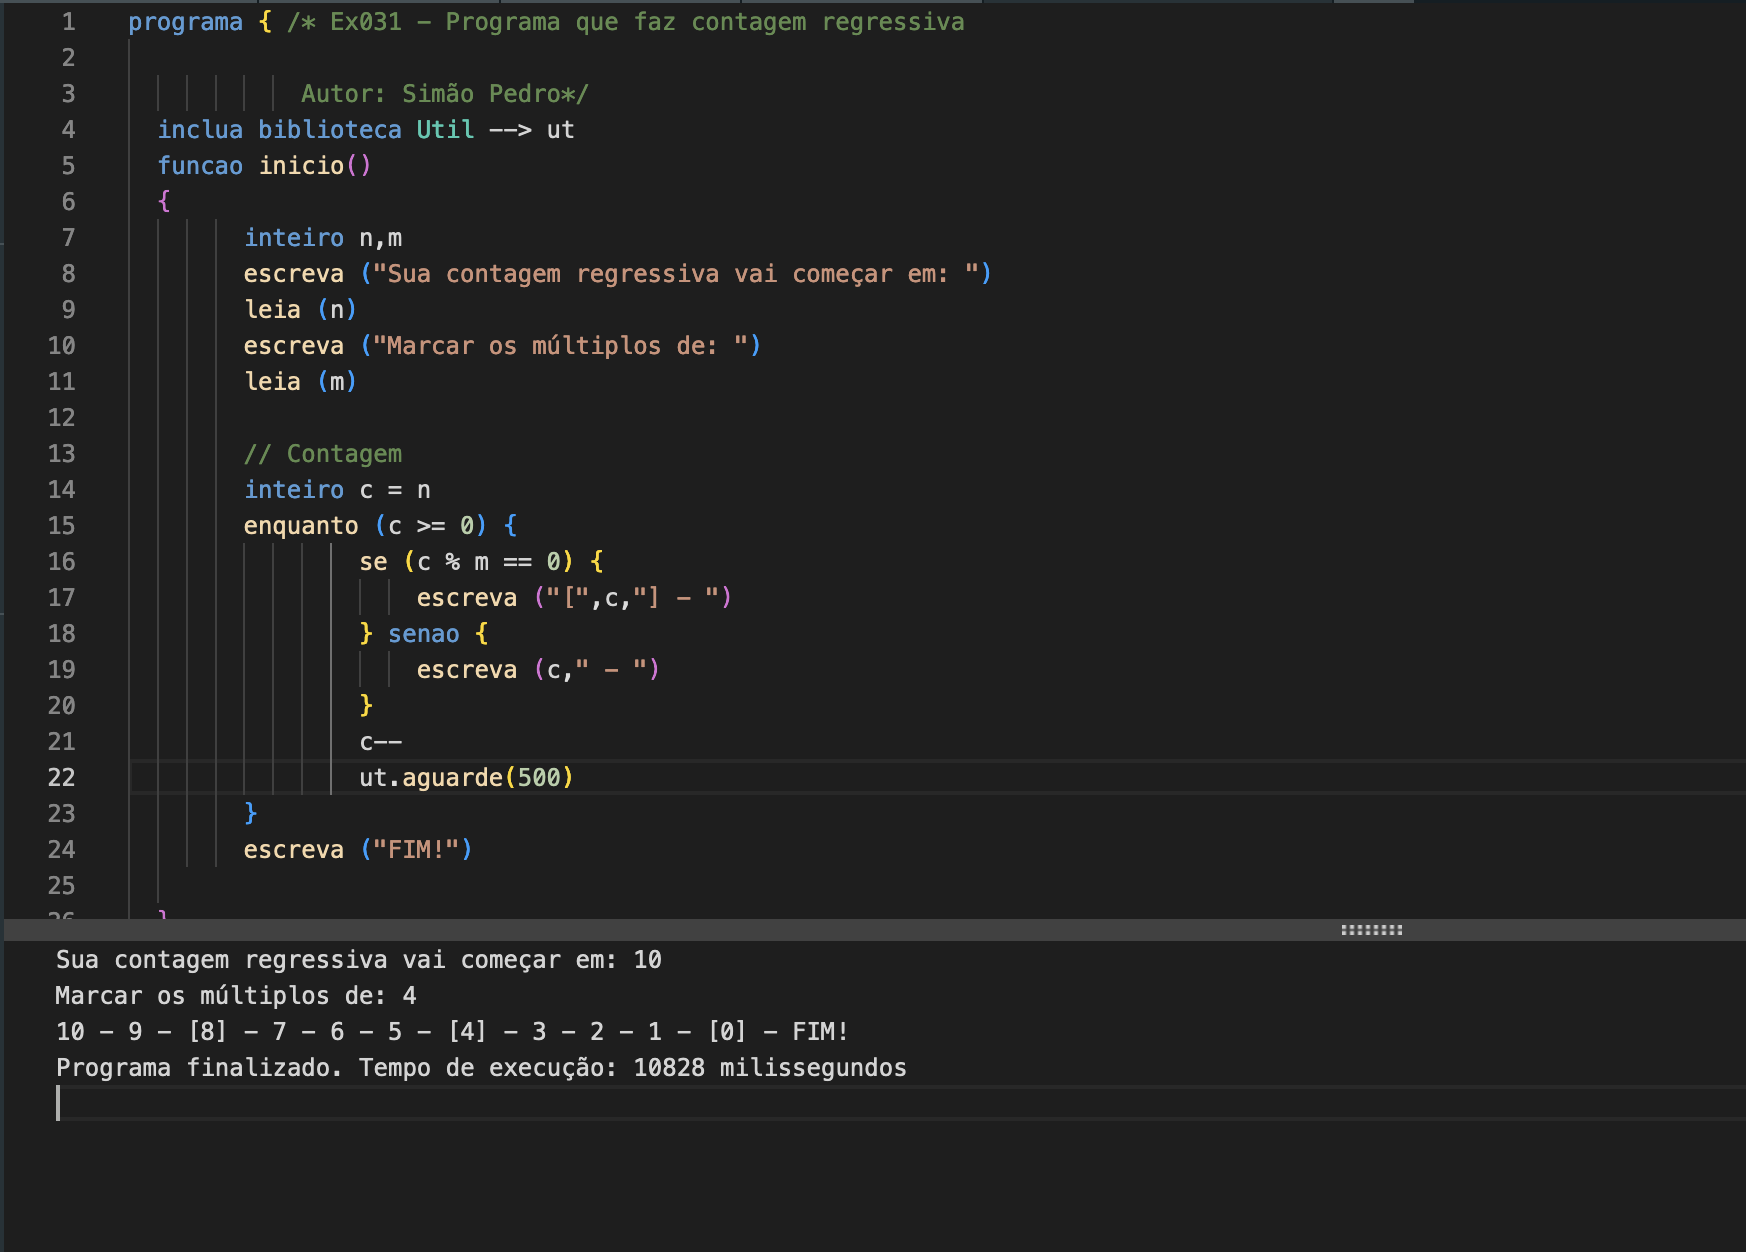 1 programa { /* Ex031 - Programa que faz contagem regressiva
2
3 Autor: Simão Pedro*/
4 inclua biblioteca Util --> ut
5 funcao inicio()
6 {
7 inteiro n,m
8 escreva ("Sua contagem regressiva vai começar em: ")
9 leia (n)
10 escreva ("Marcar os múltiplos de: ")
11 leia (m)
12
13 // Contagem
14 inteiro c = n
15 enquanto (c >= 0) {
16 se (c % m == 0) {
17 escreva ("[",c,"] - ")
18 } senao {
19 escreva (c," - ")
20 }
21 c--
22 ut.aguarde(500)
23 }
24 escreva ("FIM!")
25
26 }
Sua contagem regressiva vai começar em: 10
Marcar os múltiplos de: 4
10 - 9 - [8] - 7 - 6 - 5 - [4] - 3 - 2 - 1 - [0] - FIM!
Programa finalizado. Tempo de execução: 10828 milissegundos